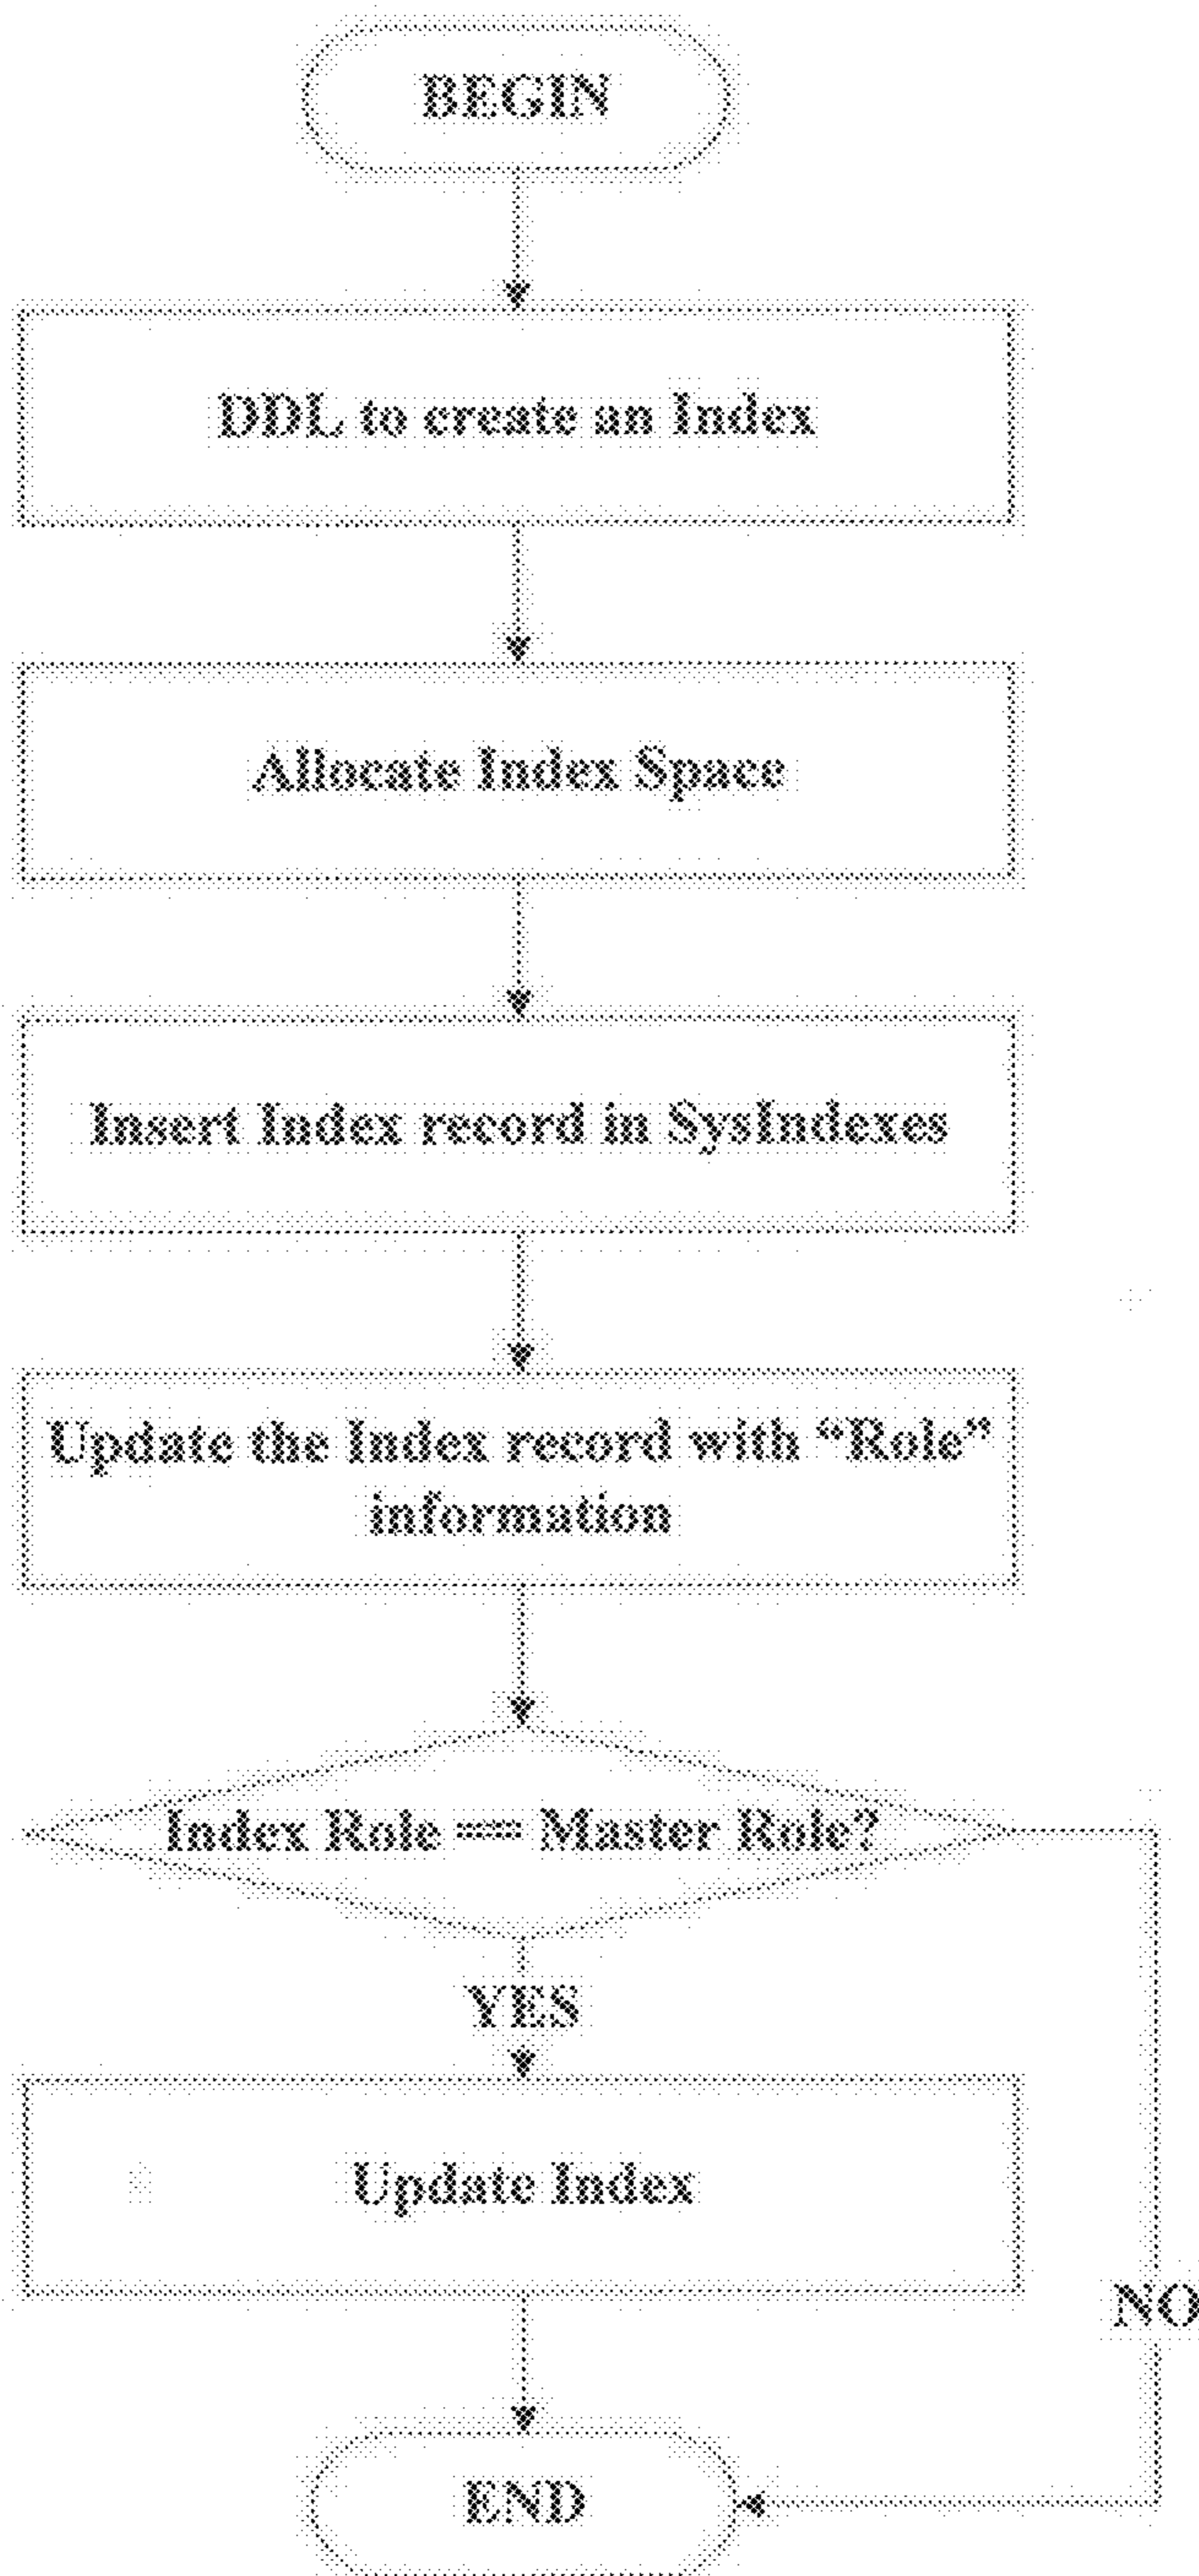 BEGIN
DDL to create an Index
Allocate Index Space
Insert Index record in SysIndexes
Update the Index record with “Role”
information
Index Role == Master Role?
YES
Update Index
NO
END